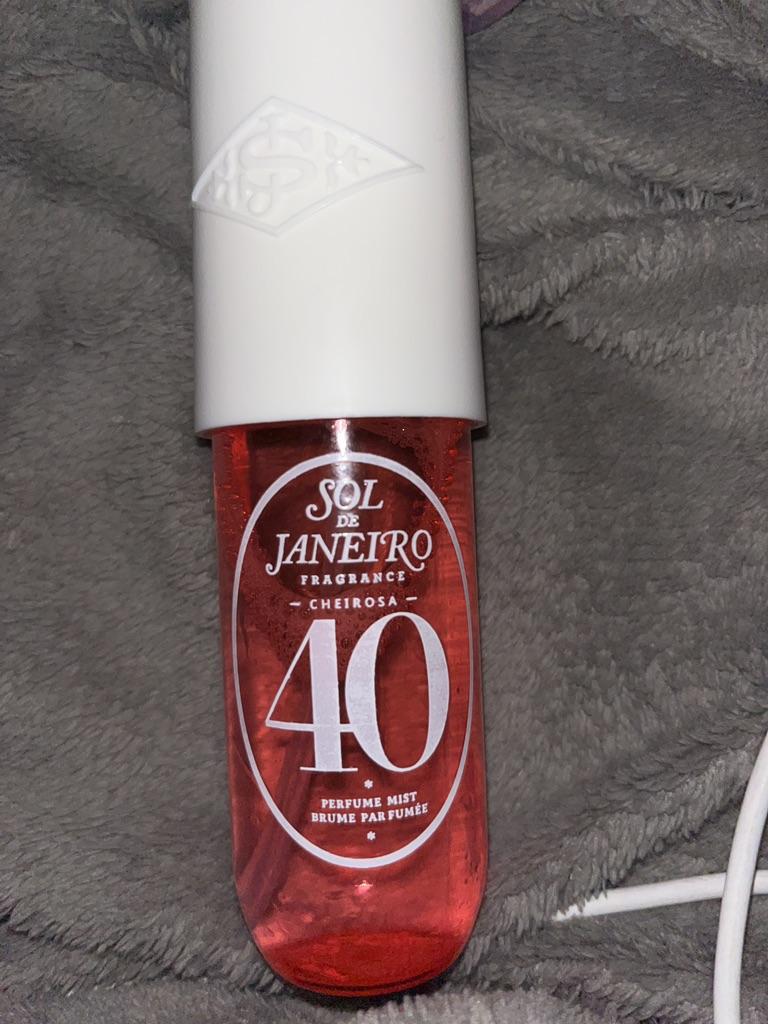 SOL
DE
JANEIRO
FRAGRANCE
– CHEIROSA –
40
PERFUME MIST
BRUME PARFUMÉE